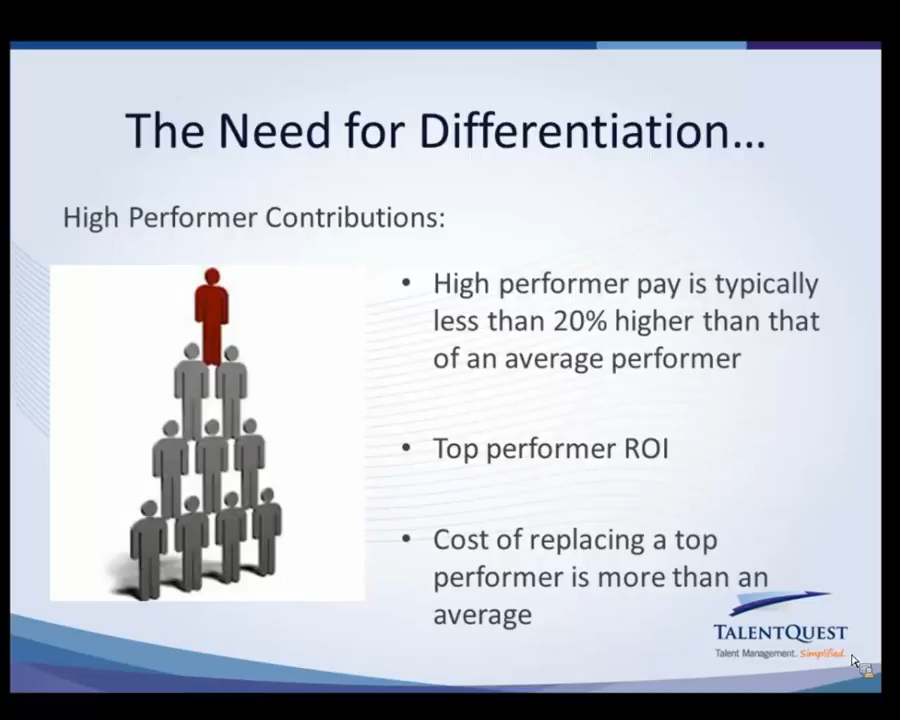 The Need for Differentiation...
High Performer Contributions:
• High performer pay is typically
less than 20% higher than that
of an average performer
• Top performer ROI
• Cost of replacing a top
performer is more than an
average
TALENTQUEST
Talent Management. Simplified.